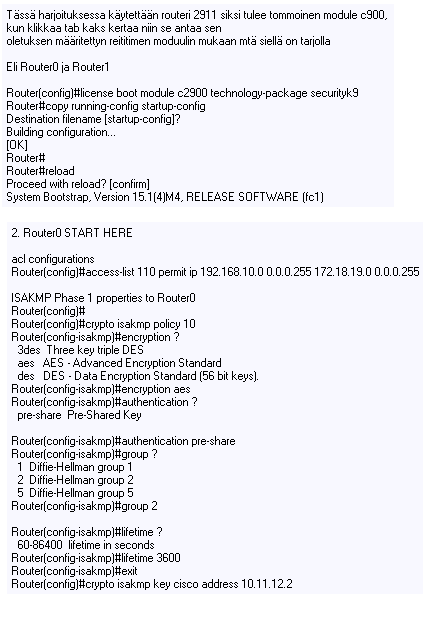 Tässä harjoituksessa käytettään routeri 2911 siksi tulee tommoinen module c900,
kun klikkaa tab kaks kertaa niin se antaa sen
oletuksen määritettyn reititimen moduulin mukaan mtä siellä on tarjolla
Eli Router0 ja Router1
Router(config)#license boot module c2900 technology-package securityk9
Router#copy running-config startup-config
Destination filename [startup-config]?
Building configuration...
[OK]
Router#
Router#reload
Proceed with reload? [confirm]
System Bootstrap, Version 15.1(4)M4, RELEASE SOFTWARE (fc1)
2. Router0 START HERE
acl configurations
Router(config)#access-list 110 permit ip 192.168.10.0 0.0.0.255 172.18.19.0 0.0.0.255
ISAKMP Phase 1 properties to Router0
Router(config)#
Router(config)#crypto isakmp policy 10
Router(config-isakmp)#encryption ?
3des Three key triple DES
aes AES - Advanced Encryption Standard
des DES - Data Encryption Standard (56 bit keys).
Router(config-isakmp)#encryption aes
Router(config-isakmp)#authentication ?
pre-share Pre-Shared Key
Router(config-isakmp)#authentication pre-share
Router(config-isakmp)#group ?
1 Diffie-Hellman group 1
2 Diffie-Hellman group 2
5 Diffie-Hellman group 5
Router(config-isakmp)#group 2
Router(config-isakmp)#lifetime ?
60-86400 lifetime in seconds
Router(config-isakmp)#lifetime 3600
Router(config-isakmp)#exit
Router(config)#crypto isakmp key cisco address 10.11.12.2